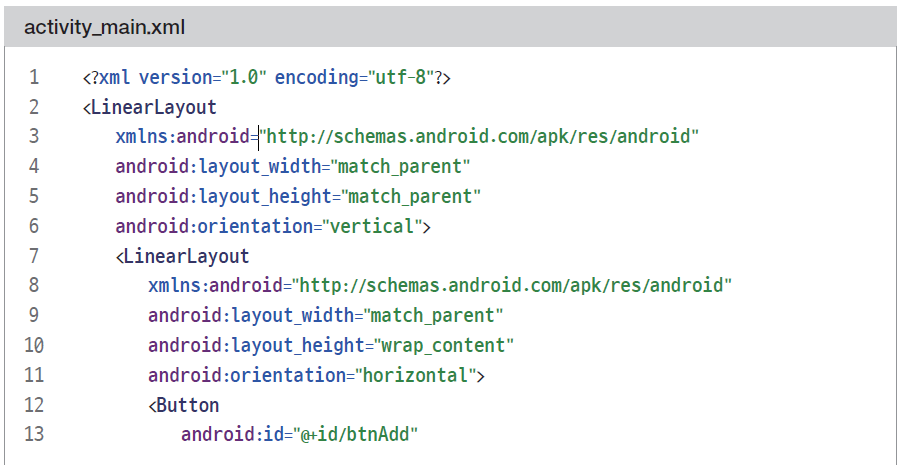 activity_main.xml
1 <?xml version="1.0" encoding="utf-8"?>
2 <LinearLayout
3 xmlns:android="http://schemas.android.com/apk/res/android"
4 android:layout_width="match_parent"
5 android:layout_height="match_parent"
6 android:orientation="vertical">
7 <LinearLayout
8 xmlns:android="http://schemas.android.com/apk/res/android"
9 android:layout_width="match_parent"
10 android:layout_height="wrap_content"
11 android:orientation="horizontal">
12 <Button
13 android:id="@+id/btnAdd"